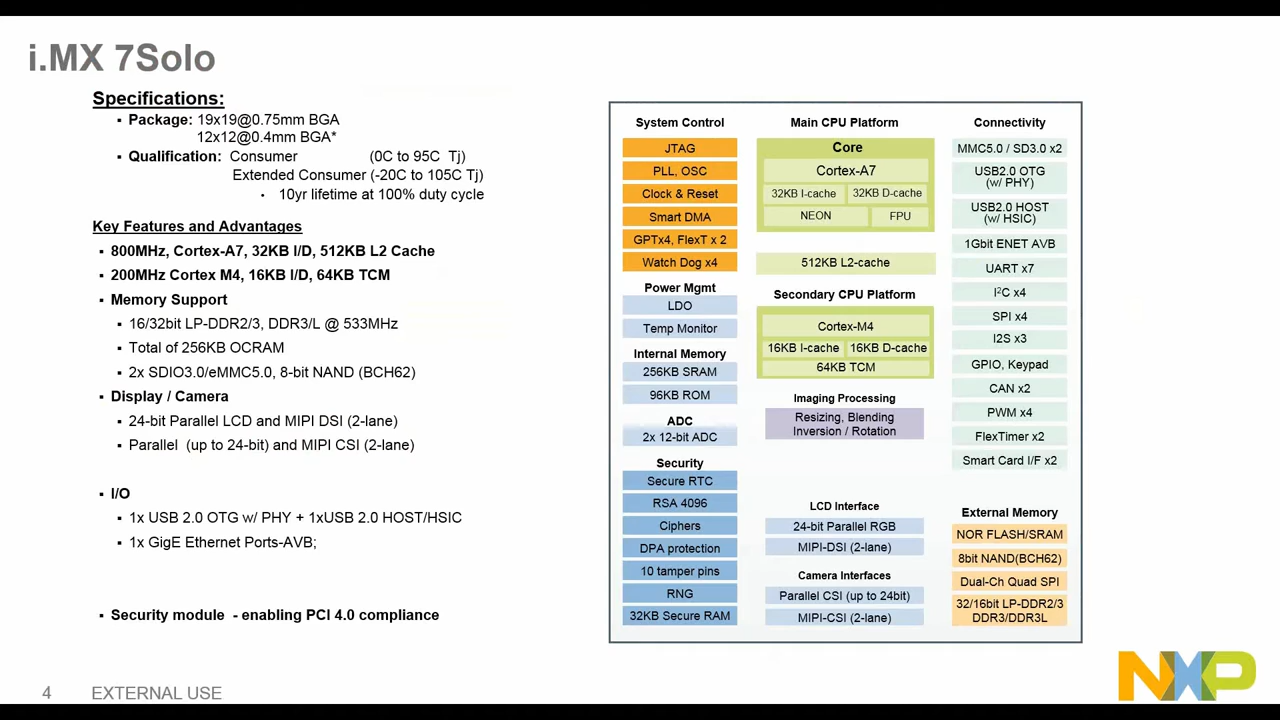 i.MX 7Solo
Specifications:
▪ Package: 19x19@0.75mm BGA
12x12@0.4mm BGA*
▪ Qualification: Consumer (0C to 95C Tj)
Extended Consumer (-20C to 105C Tj)
• 10yr lifetime at 100% duty cycle
Key Features and Advantages
▪ 800MHz, Cortex-A7, 32KB I/D, 512KB L2 Cache
▪ 200MHz Cortex M4, 16KB I/D, 64KB TCM
▪ Memory Support
▪ 16/32bit LP-DDR2/3, DDR3/L @ 533MHz
▪ Total of 256KB OCRAM
▪ 2x SDIO3.0/eMMC5.0, 8-bit NAND (BCH62)
▪ Display / Camera
▪ 24-bit Parallel LCD and MIPI DSI (2-lane)
▪ Parallel (up to 24-bit) and MIPI CSI (2-lane)
▪ I/O
▪ 1x USB 2.0 OTG w/ PHY + 1xUSB 2.0 HOST/HSIC
▪ 1x GigE Ethernet Ports-AVB;
▪ Security module - enabling PCI 4.0 compliance
System Control
JTAG
PLL, OSC
Clock & Reset
Smart DMA
GPTx4, FlexT x 2
Watch Dog x4
Power Mgmt
LDO
Temp Monitor
Internal Memory
256KB SRAM
96KB ROM
ADC
2x 12-bit ADC
Security
Secure RTC
RSA 4096
Ciphers
DPA protection
10 tamper pins
RNG
32KB Secure RAM
Main CPU Platform
Core
Cortex-A7
32KB I-cache 32KB D-cache
NEON FPU
512KB L2-cache
Secondary CPU Platform
Cortex-M4
16KB I-cache 16KB D-cache
64KB TCM
Imaging Processing
Resizing, Blending
Inversion / Rotation
LCD Interface
24-bit Parallel RGB
MIPI-DSI (2-lane)
Camera Interfaces
Parallel CSI (up to 24bit)
MIPI-CSI (2-lane)
Connectivity
MMC5.0 / SD3.0 x2
USB2.0 OTG
(w/ PHY)
USB2.0 HOST
(w/ HSIC)
1Gbit ENET AVB
UART x7
I²C x4
SPI x4
I2S x3
GPIO, Keypad
CAN x2
PWM x4
FlexTimer x2
Smart Card I/F x2
External Memory
NOR FLASH/SRAM
8bit NAND(BCH62)
Dual-Ch Quad SPI
32/16bit LP-DDR2/3
DDR3/DDR3L
4 EXTERNAL USE
NXP